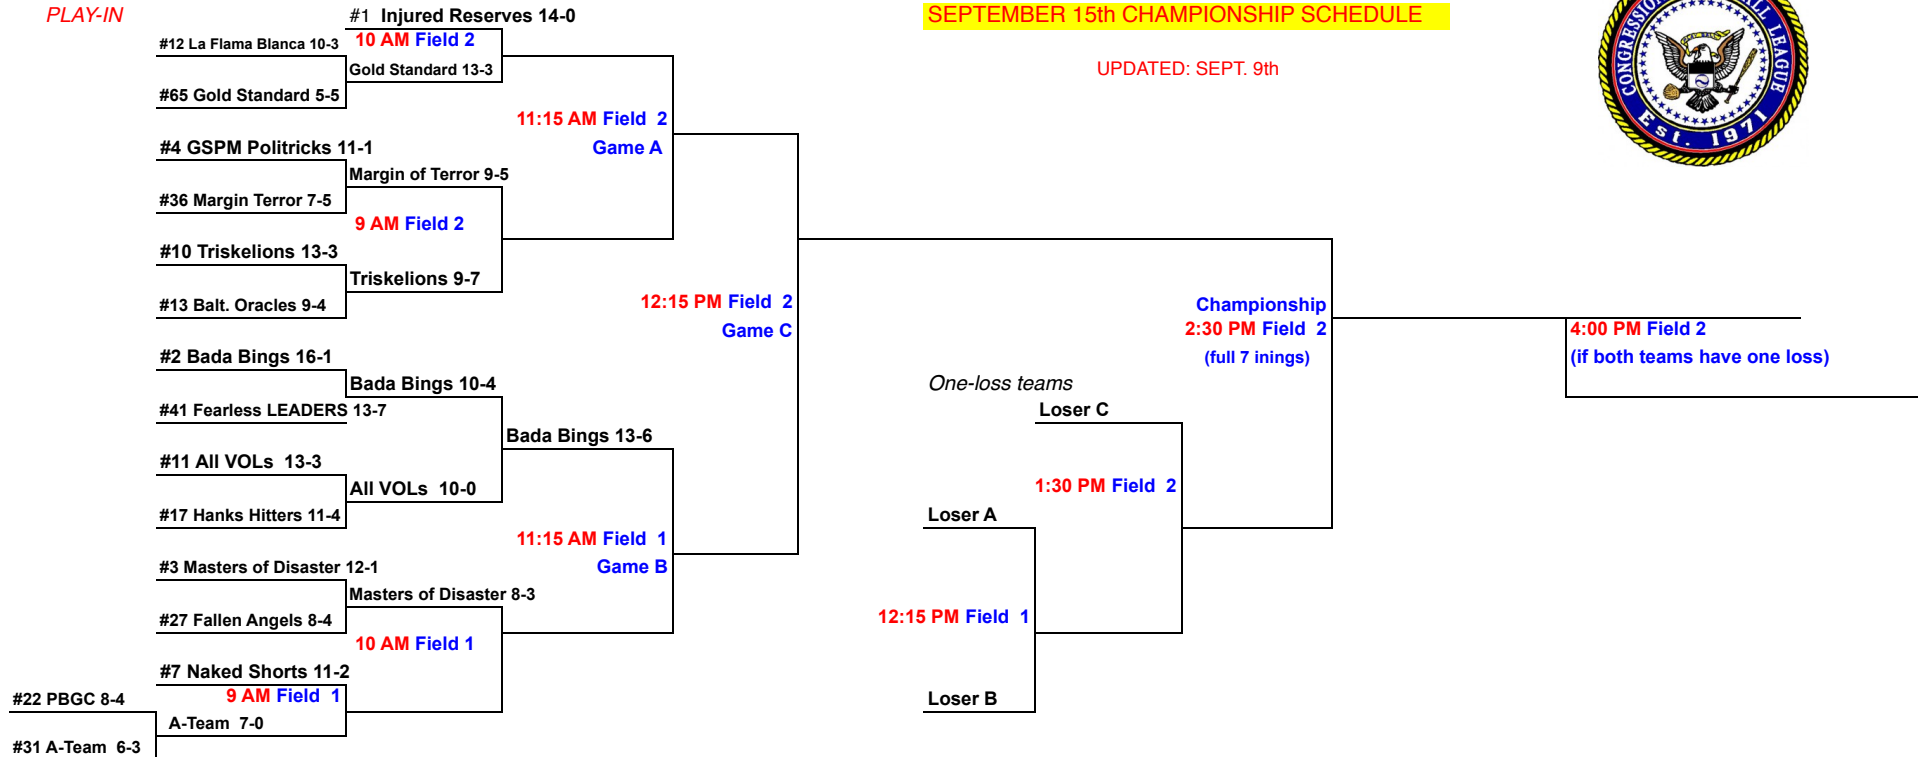 PLAY-IN
#1 Injured Reserves 14-0
SEPTEMBER 15th CHAMPIONSHIP SCHEDULE
#12 La Flama Blanca 10-3
10 AM Field 2
Gold Standard 13-3
UPDATED: SEPT. 9th
#65 Gold Standard 5-5
11:15 AM Field 2
Game A
#4 GSPM Politricks 11-1
Margin of Terror 9-5
#36 Margin Terror 7-5
9 AM Field 2
#10 Triskelions 13-3
Triskelions 9-7
#13 Balt. Oracles 9-4
12:15 PM Field 2
Game C
Championship
2:30 PM Field 2
(full 7 inings)
4:00 PM Field 2
(if both teams have one loss)
#2 Bada Bings 16-1
Bada Bings 10-4
#41 Fearless LEADERS 13-7
One-loss teams
Loser C
Bada Bings 13-6
#11 All VOLs 13-3
All VOLs 10-0
#17 Hanks Hitters 11-4
1:30 PM Field 2
Loser A
11:15 AM Field 1
Game B
#3 Masters of Disaster 12-1
Masters of Disaster 8-3
#27 Fallen Angels 8-4
12:15 PM Field 1
10 AM Field 1
#7 Naked Shorts 11-2
9 AM Field 1
#22 PBGC 8-4
Loser B
A-Team 7-0
#31 A-Team 6-3
LEAGUE
Est. 1971